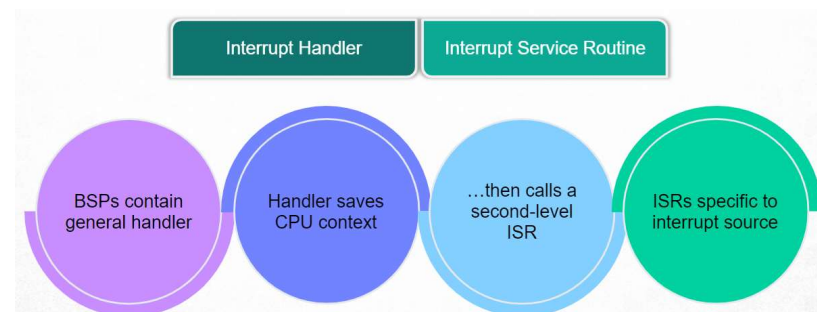 Interrupt Handler
Interrupt Service Routine
BSPs contain
general handler
Handler saves
CPU context
...then calls a
second-level
ISR
ISRs specific to
interrupt source